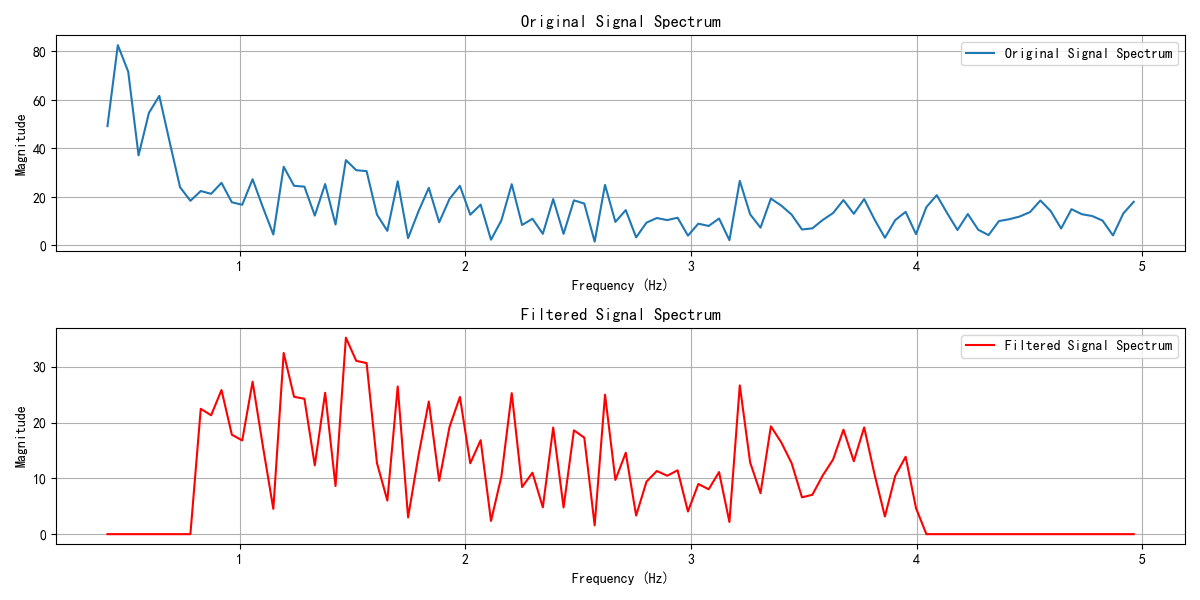 Original Signal Spectrum
Original Signal Spectrum
Magnitude
80
60
40
20
0
1 2 3 4 5
Frequency (Hz)
Filtered Signal Spectrum
Filtered Signal Spectrum
Magnitude
30
20
10
0
1 2 3 4 5
Frequency (Hz)